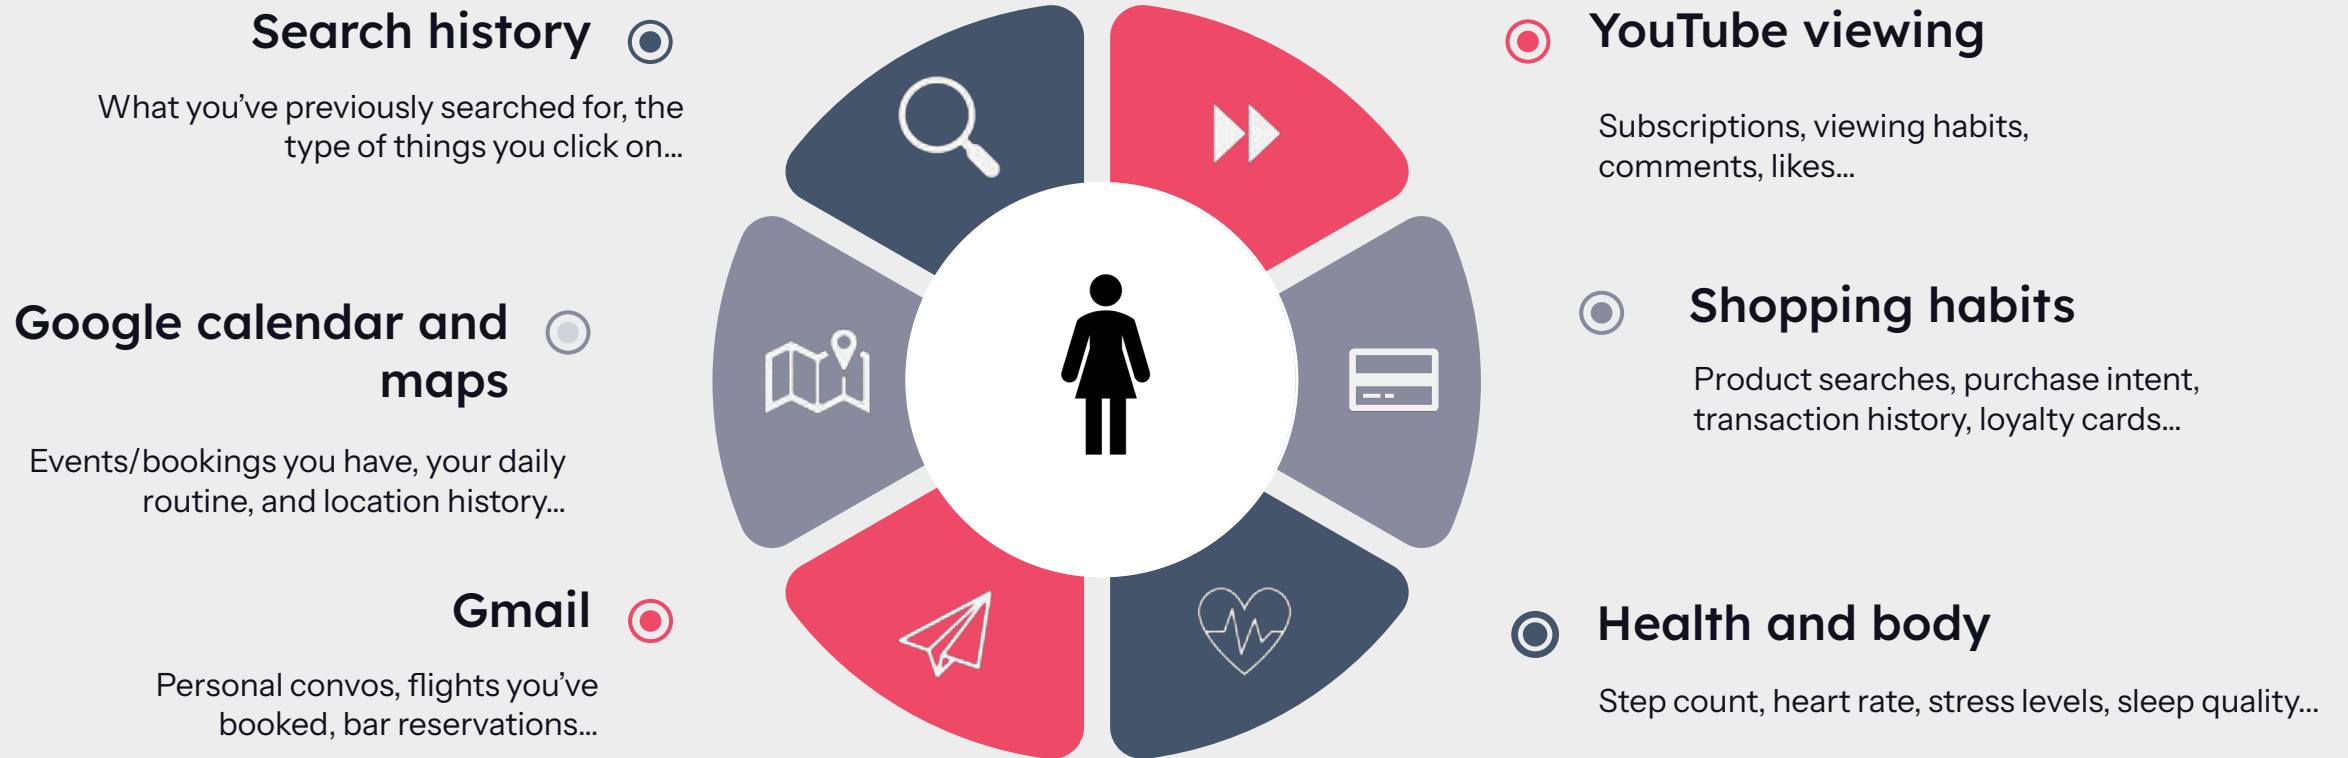 Search history
What you’ve previously searched for, the
type of things you click on...
Google calendar and
maps
Events/bookings you have, your daily
routine, and location history...
Gmail
Personal convos, flights you’ve
booked, bar reservations...
YouTube viewing
Subscriptions, viewing habits,
comments, likes...
Shopping habits
Product searches, purchase intent,
transaction history, loyalty cards...
Health and body
Step count, heart rate, stress levels, sleep quality...